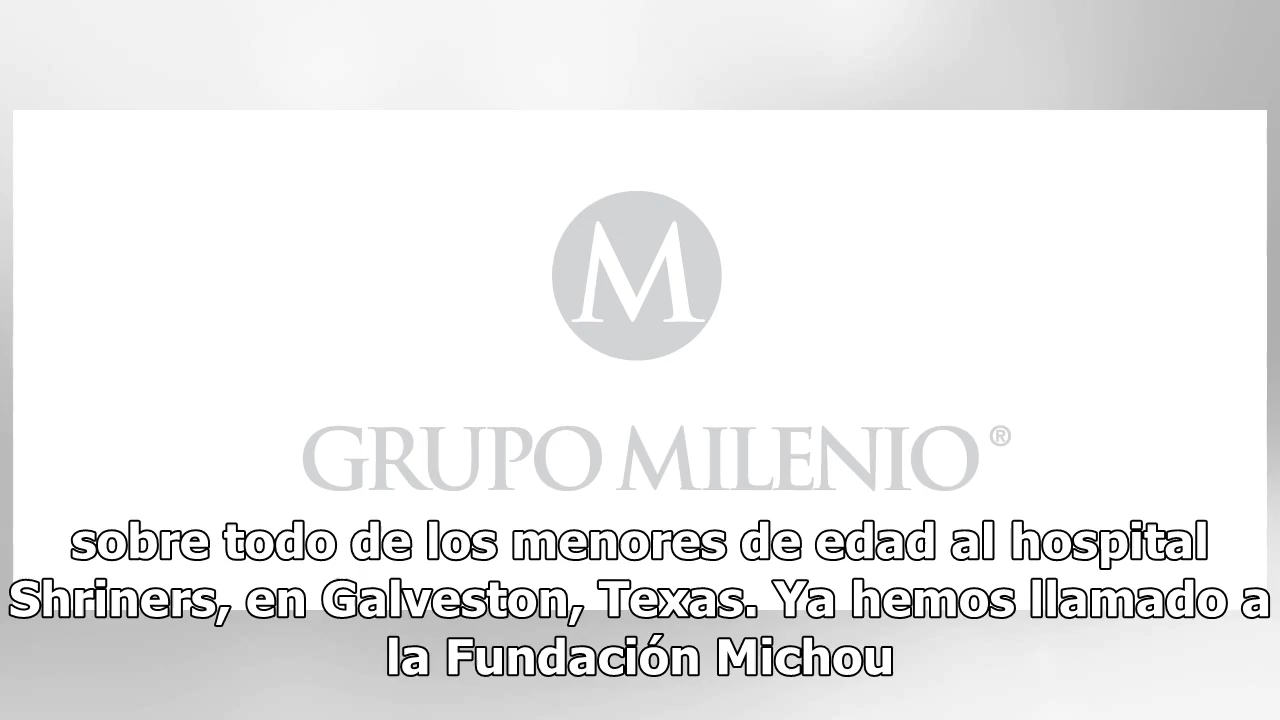 M
GRUPO MILENIO®
sobre todo de los menores de edad al hospital
Shriners, en Galveston, Texas. Ya hemos llamado a
la Fundación Michou